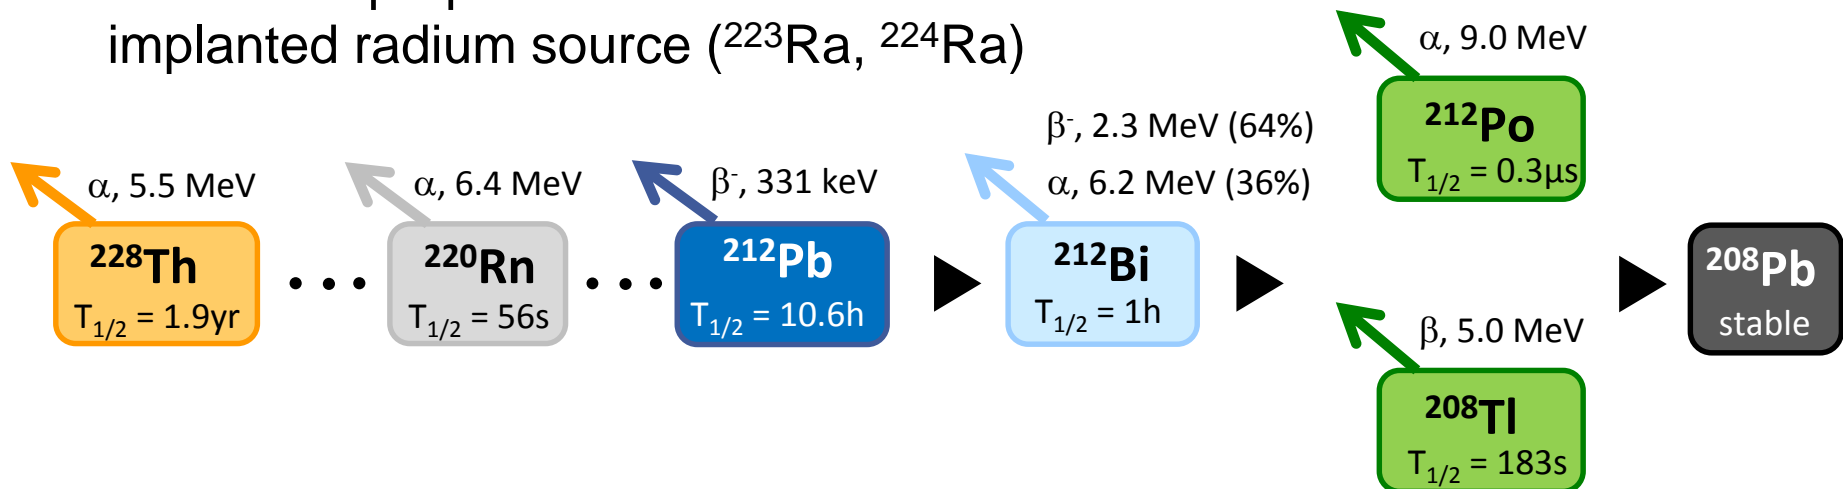 implanted radium source (²²³Ra, ²²⁴Ra)
α, 5.5 MeV
²²⁸Th
T₁/₂ = 1.9yr
• • •
α, 6.4 MeV
²²⁰Rn
T₁/₂ = 56s
• • •
β⁻, 331 keV
²¹²Pb
T₁/₂ = 10.6h
β⁻, 2.3 MeV (64%)
α, 6.2 MeV (36%)
²¹²Bi
T₁/₂ = 1h
α, 9.0 MeV
²¹²Po
T₁/₂ = 0.3µs
β, 5.0 MeV
²⁰⁸Tl
T₁/₂ = 183s
²⁰⁸Pb
stable